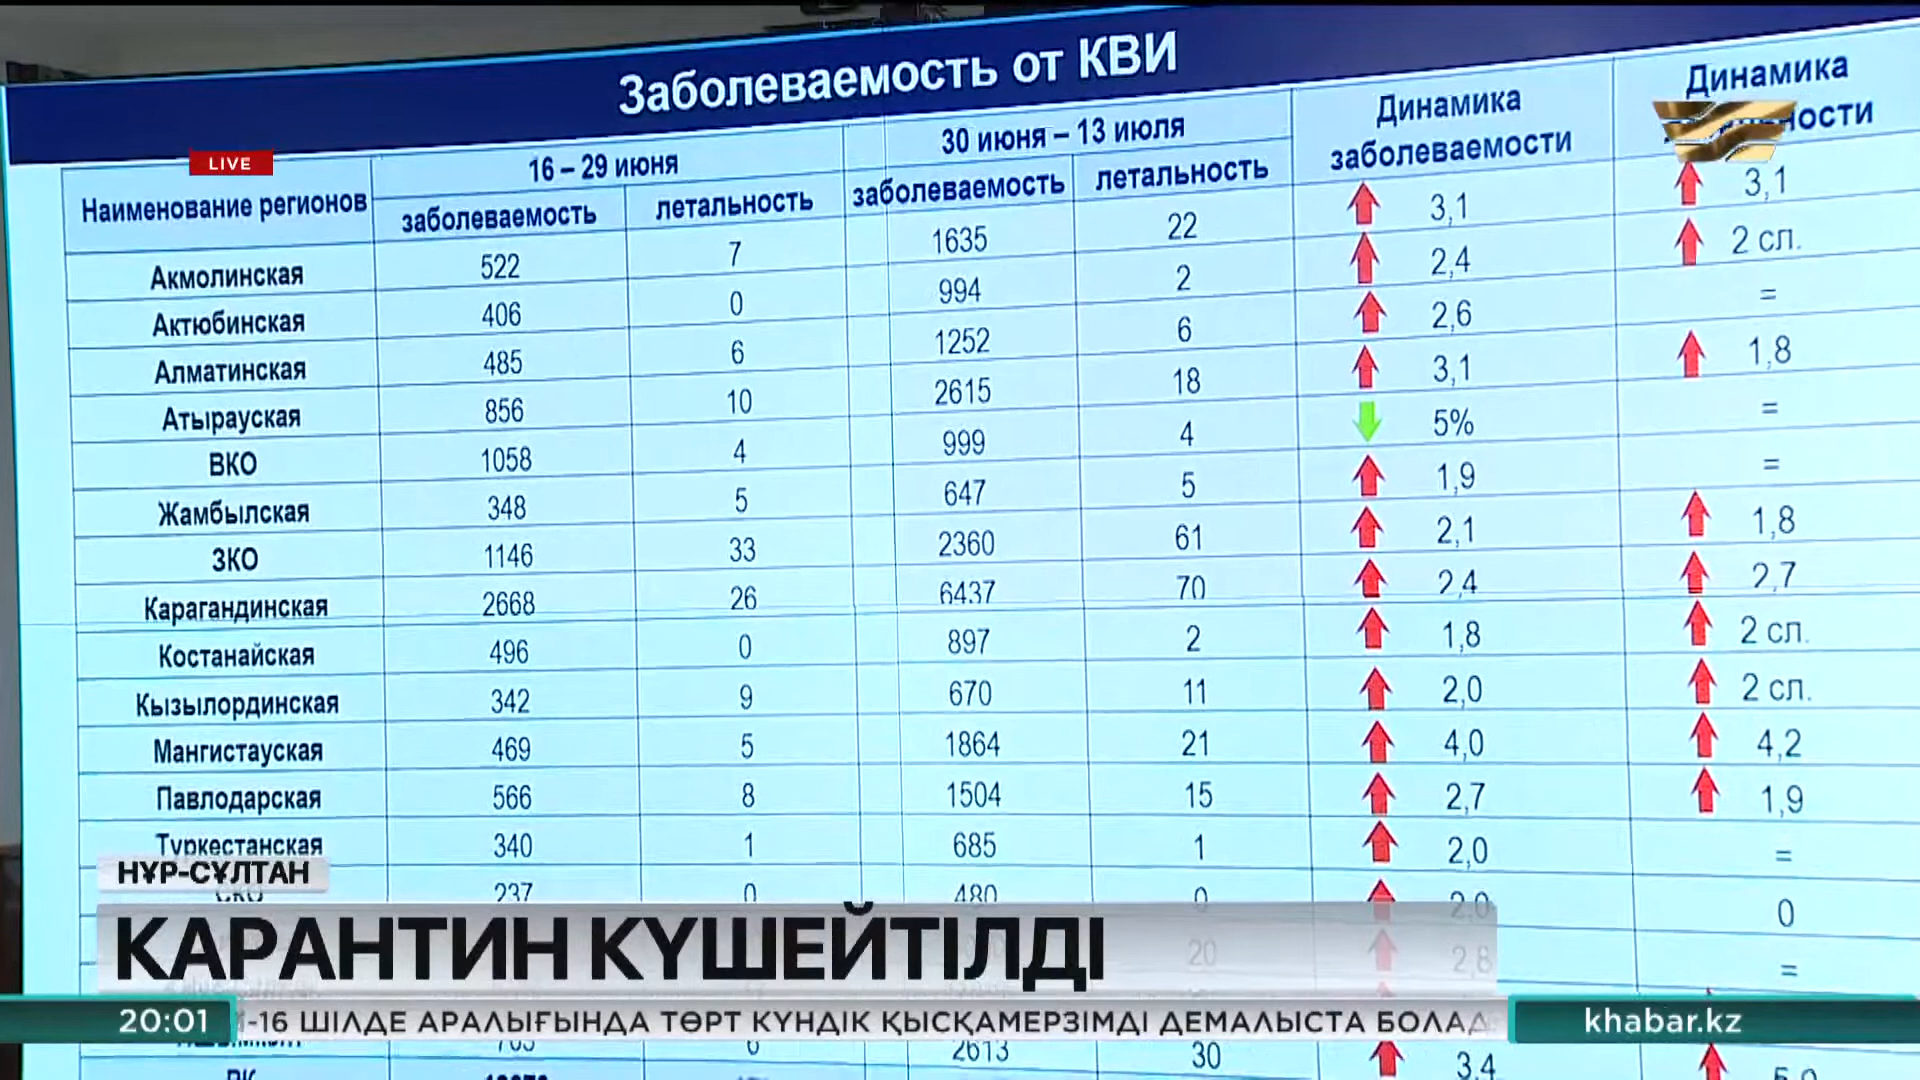 Заболеваемость от КВИ
LIVE
Наименование регионов 16 – 29 июня 30 июня – 13 июля Динамика заболеваемости Динамика
заболеваемость летальность заболеваемость летальность
Акмолинская 522 7 1635 22 3,1 3,1
Актюбинская 406 0 994 2 2,4 2 сл.
Алматинская 485 6 1252 6 2,6 =
Атырауская 856 10 2615 18 3,1 1,8
ВКО 1058 4 999 4 5% =
Жамбылская 348 5 647 5 1,9 =
ЗКО 1146 33 2360 61 2,1 1,8
Карагандинская 2668 26 6437 70 2,4 2,7
Костанайская 496 0 897 2 1,8 2 сл.
Кызылординская 342 9 670 11 2,0 2 сл.
Мангистауская 469 5 1864 21 4,0 4,2
Павлодарская 566 8 1504 15 2,7 1,9
Туркестанская 340 1 685 1 2,0 =
СКО 237 0 480 0 2,0 0
20 2,8 =
2613 30 3,4
НҰР-СҰЛТАН
КАРАНТИН КҮШЕЙТІЛДІ
20:01 -16 ШІЛДЕ АРАЛЫҒЫНДА ТӨРТ КҮНДІК ҚЫСҚАМЕРЗІМДІ ДЕМАЛЫСТА БОЛАД khabar.kz